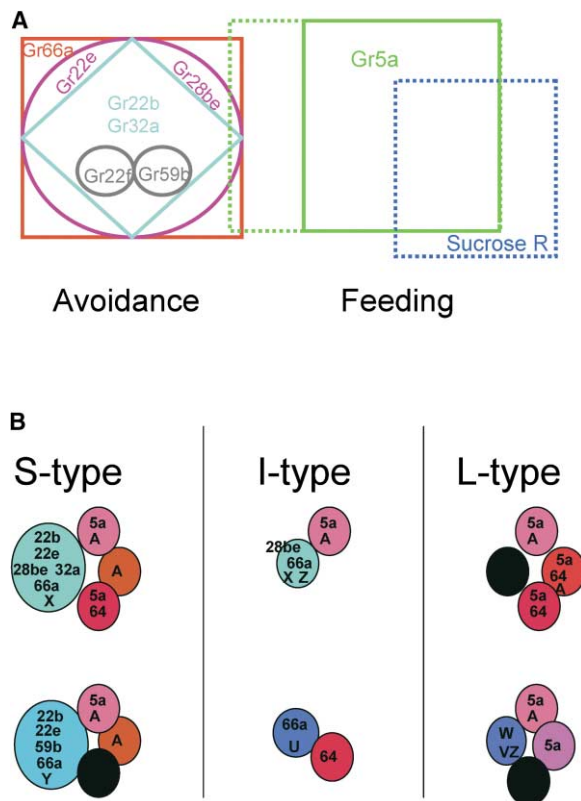 A
Gr66a
Gr22e
Gr28be
Gr22b
Gr32a
Gr22f
Gr59b
Gr5a
Sucrose R
Avoidance
Feeding
B
S-type
I-type
L-type
22b
22e
28be 32a
66a
X
5a
A
A
5a
64
28be
66a
X Z
5a
A
5a
A
5a
64
A
5a
64
22b
22e
59b
66a
Y
5a
A
A
66a
U
64
5a
A
W
VZ
5a